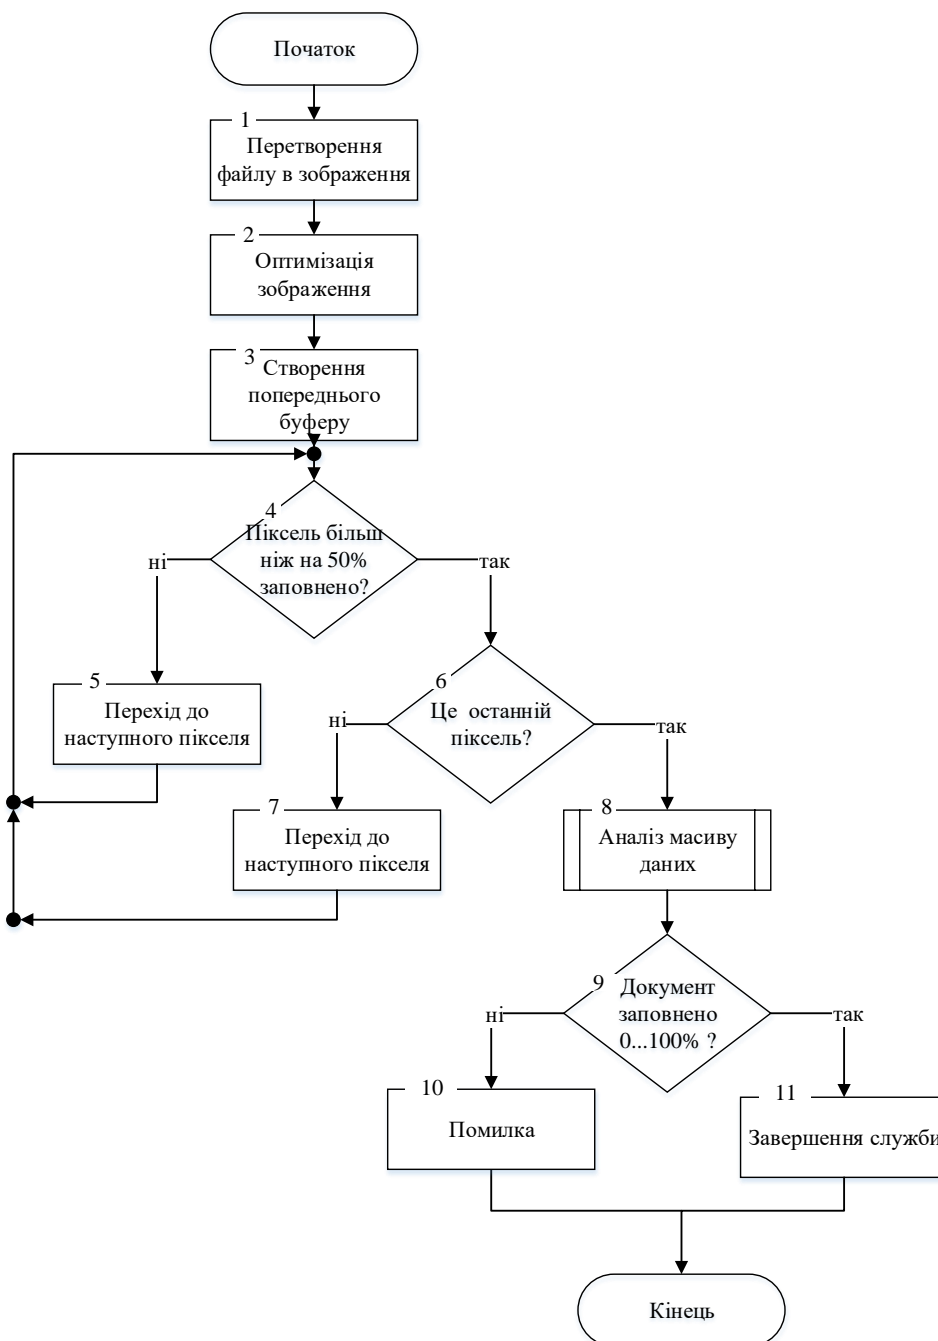 Початок
1
Перетворення
файлу в зображення
2
Оптимізація
зображення
3
Створення
попереднього
буферу
4
Піксель більш
ніж на 50%
заповнено?
ні
так
5
Перехід до
наступного пікселя
6
Це останній
піксель?
ні
так
7
Перехід до
наступного пікселя
8
Аналіз масиву
даних
9
Документ
заповнено
0...100% ?
ні
так
10
Помилка
11
Завершення служби
Кінець